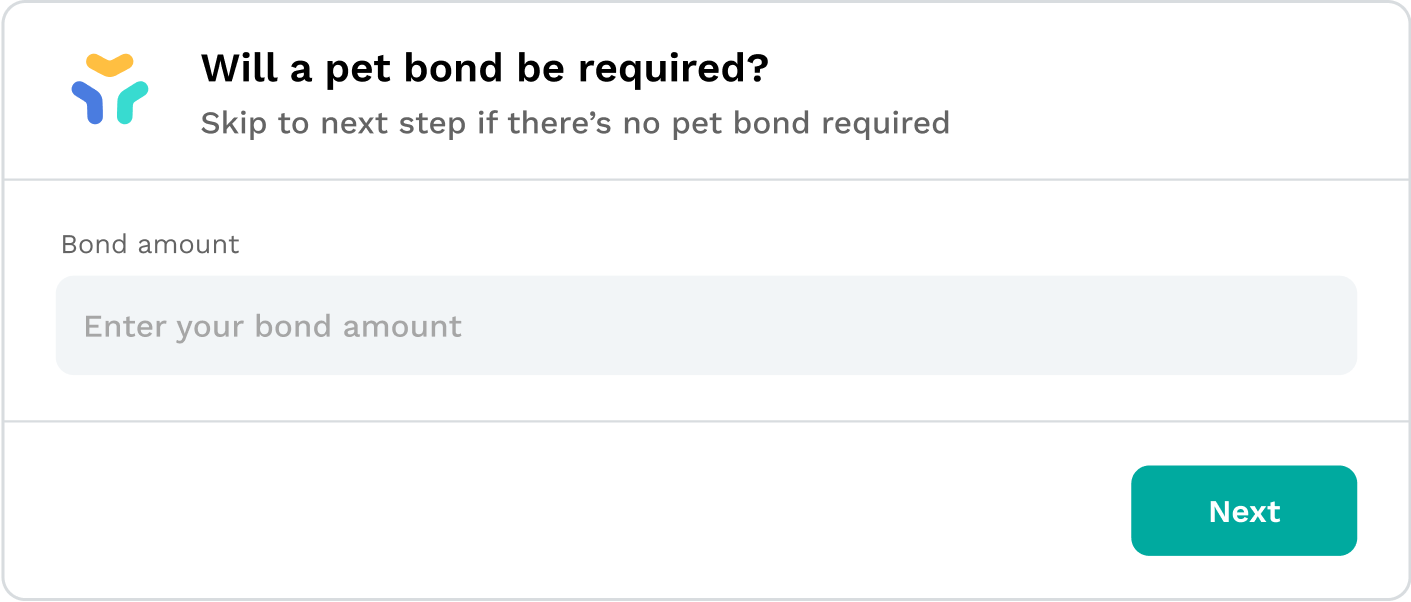 Will a pet bond be required?
Skip to next step if there’s no pet bond required
Bond amount
Enter your bond amount
Next